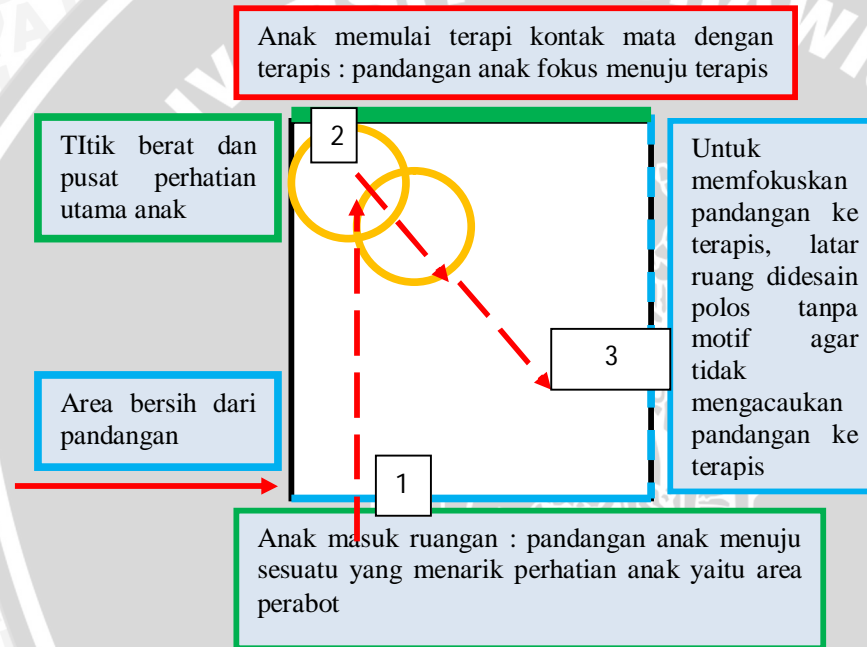 Anak memulai terapi kontak mata dengan
terapis : pandangan anak fokus menuju terapis
TItik berat dan
pusat perhatian
utama anak
2
Untuk
memfokuskan
pandangan ke
terapis, latar
ruang didesain
polos tanpa
motif agar
tidak
mengacaukan
pandangan ke
terapis
3
Area bersih dari
pandangan
1
Anak masuk ruangan : pandangan anak menuju
sesuatu yang menarik perhatian anak yaitu area
perabot